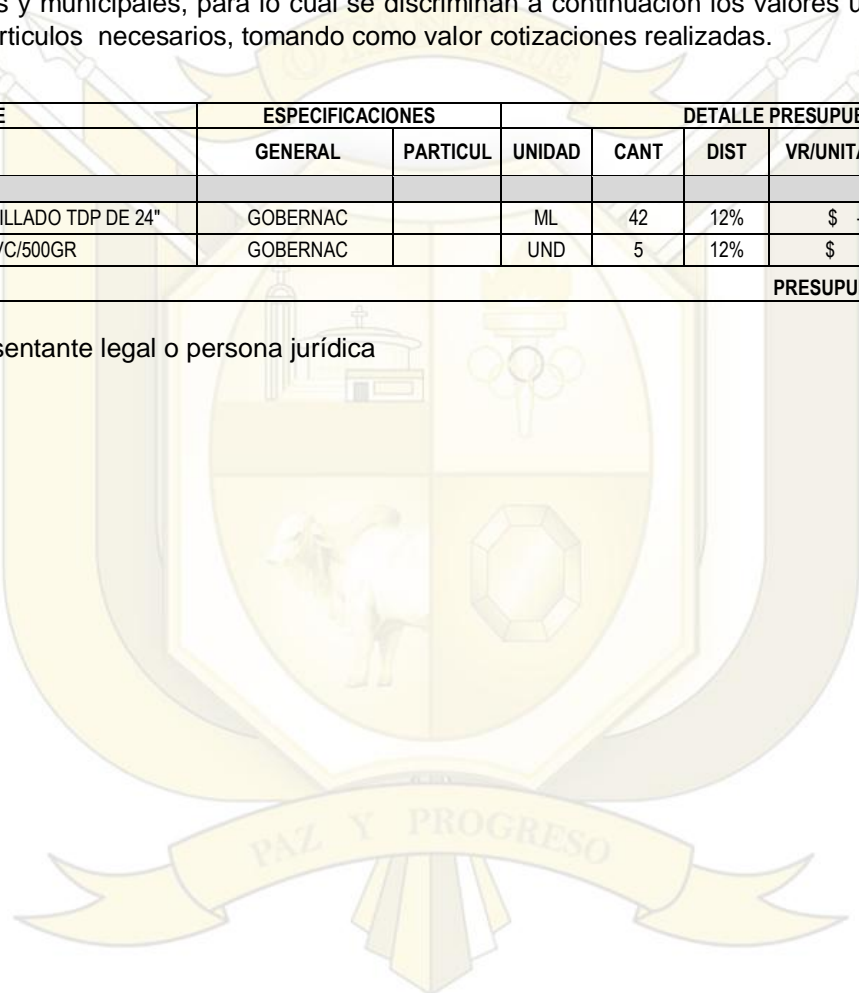 s y municipales, para lo cual se discriminan a continuación los valores u
rticulos necesarios, tomando como valor cotizaciones realizadas.
E ESPECIFICACIONES DETALLE PRESUPUE
GENERAL PARTICUL UNIDAD CANT DIST VR/UNITA
ILLADO TDP DE 24" GOBERNAC ML 42 12% $ -
VC/500GR GOBERNAC UND 5 12% $
PRESUPU
sentante legal o persona jurídica
PAZ Y PROGRESO